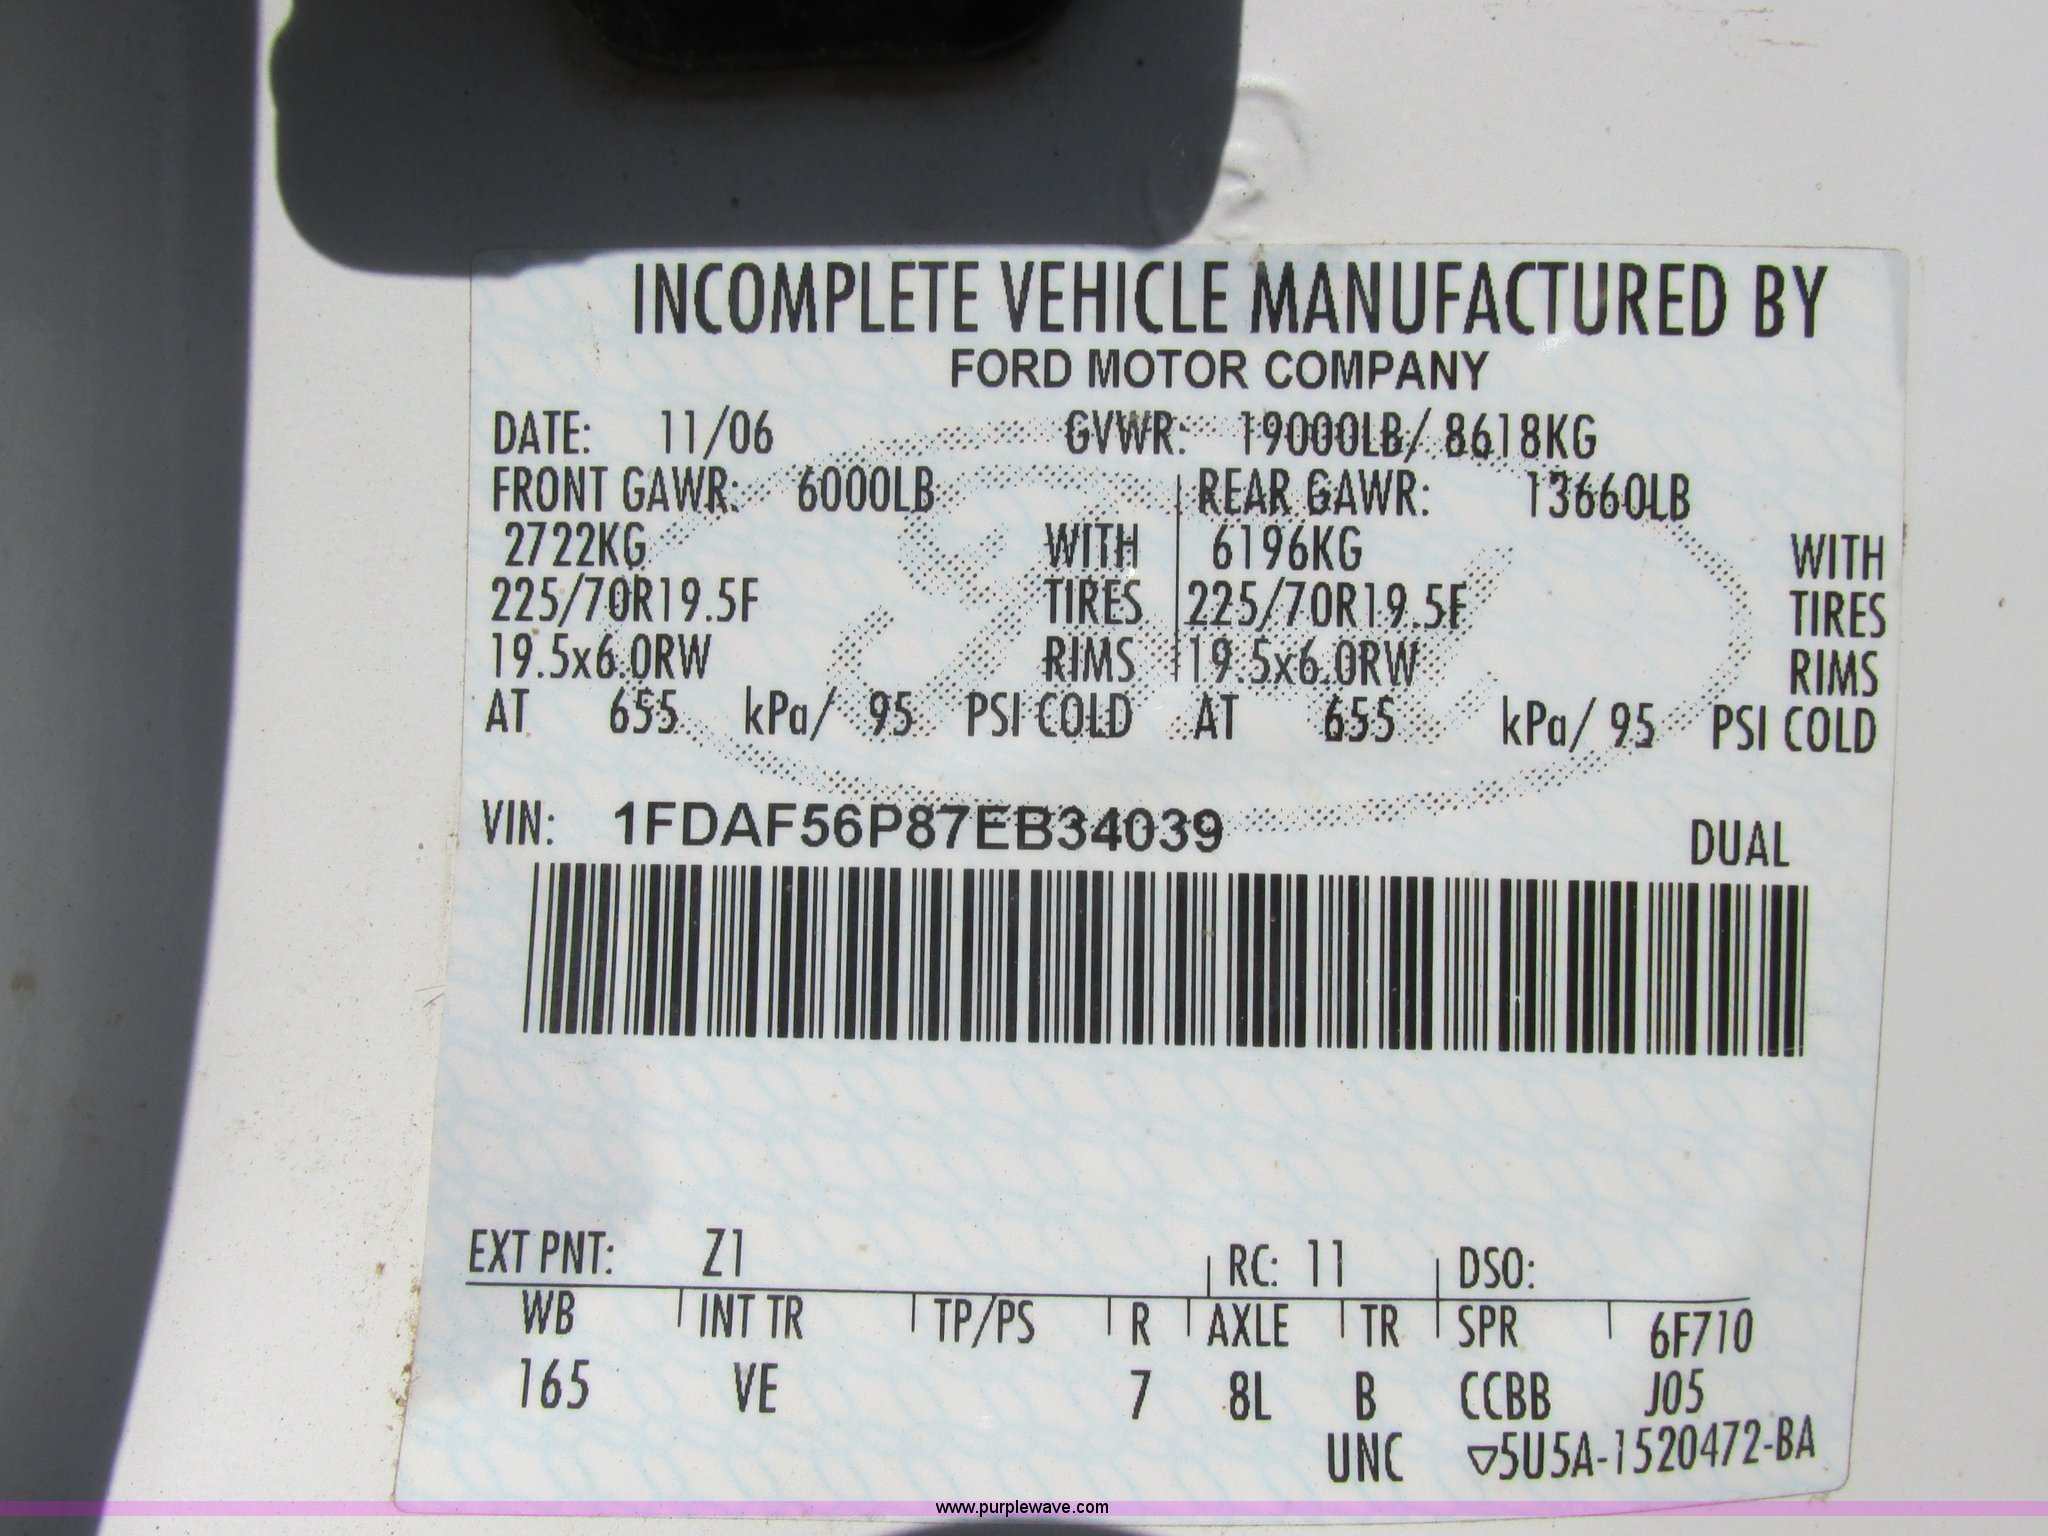 INCOMPLETE VEHICLE MANUFACTURED BY
FORD MOTOR COMPANY
DATE: 11/06 GVWR: 19000LB/ 8618KG
FRONT GAWR: 6000LB REAR GAWR: 13660LB
2722KG WITH 6196KG WITH
225/70R19.5F TIRES 225/70R19.5F TIRES
19.5x6.0RW RIMS 19.5x6.0RW RIMS
AT 655 kPa/ 95 PSI COLD AT 655 kPa/ 95 PSI COLD
VIN: 1FDAF56P87EB34039
DUAL
EXT PNT: Z1 RC: 11 DSO:
WB INT TR TP/PS R AXLE TR SPR 6F710
165 VE 7 8L B CCBB J05
UNC ▽5U5A-1520472-BA
www.purplewave.com